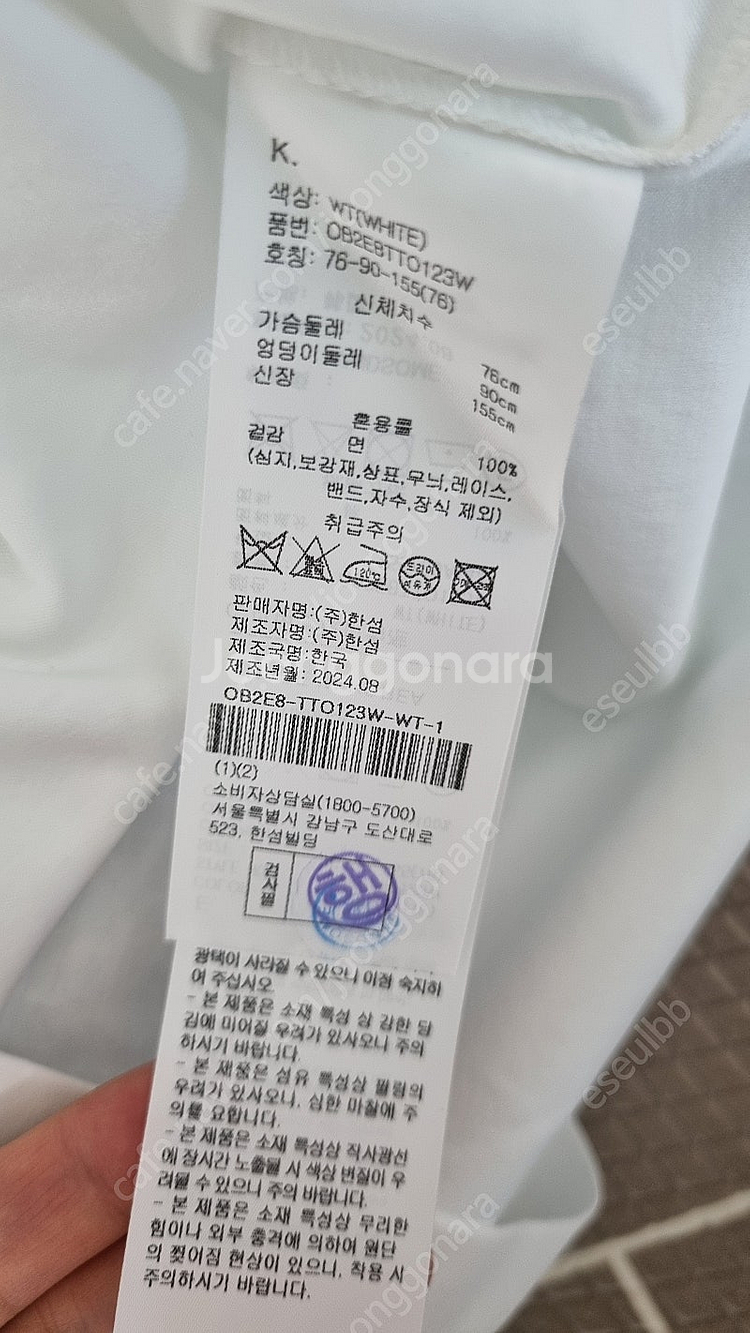 K.
색상: WT(WHITE)
품번: OB2E8TTO123W
호칭: 76-90-155(76)
신체치수
가슴둘레 76cm
엉덩이둘레 90cm
신장 155cm
혼용률
겉감 면 100%
(심지,보강재,상표,무늬,레이스,
밴드,자수,장식 제외)
취급주의
120℃
드라이
석유계
판매자명:(주)한섬
제조자명:(주)한섬
제조국명:한국
제조년월: 2024.08
Joonggonara
OB2E8-TTO123W-WT-1
(1)(2)
소비자상담실(1800-5700)
서울특별시 강남구 도산대로
523, 한섬빌딩
검사필
행
광택이 사라질 수 있으니 이점 숙지하
여 주십시오.
- 본 제품은 소재 특성 상 강한 당
김에 미어질 우려가 있사오니 주의
하시기 바랍니다.
- 본 제품은 섬유 특성상 필링의
우려가 있사오니, 심한 마찰에 주
의를 요합니다.
- 본 제품은 소재 특성상 직사광선
에 장시간 노출될 시 색상 변질이 우
려될 수 있으니 주의 바랍니다.
- 본 제품은 소재 특성상 무리한
힘이나 외부 충격에 의하여 원단
의 찢어짐 현상이 있으니, 착용 시
주의하시기 바랍니다.
eseulbb
eseulbb
eseulbb